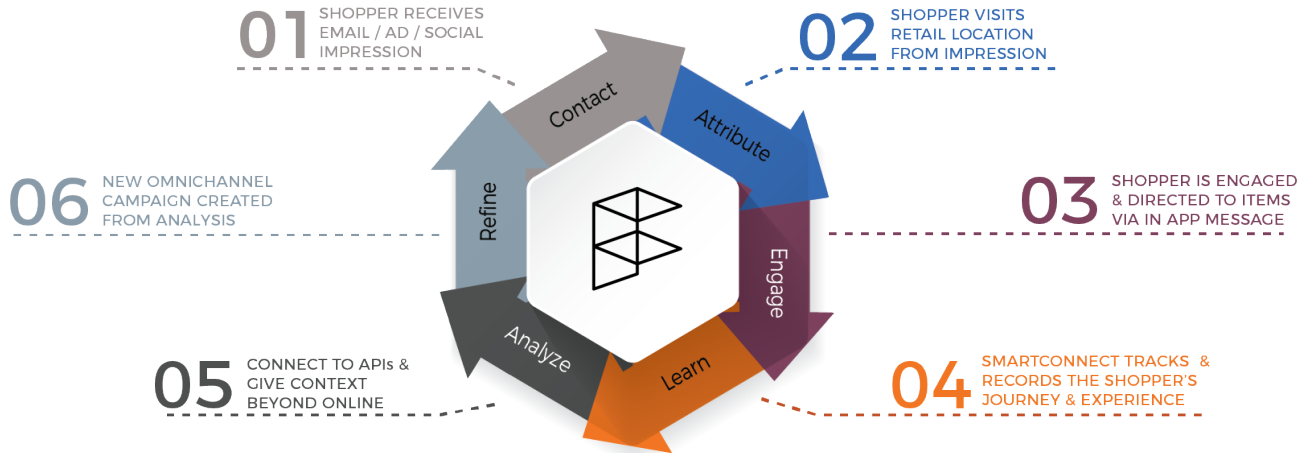 01
SHOPPER RECEIVES
EMAIL / AD / SOCIAL
IMPRESSION
02
SHOPPER VISITS
RETAIL LOCATION
FROM IMPRESSION
03
SHOPPER IS ENGAGED
& DIRECTED TO ITEMS
VIA IN APP MESSAGE
04
SMARTCONNECT TRACKS &
RECORDS THE SHOPPER'S
JOURNEY & EXPERIENCE
05
CONNECT TO APIs &
GIVE CONTEXT
BEYOND ONLINE
06
NEW OMNICHANNEL
CAMPAIGN CREATED
FROM ANALYSIS
Contact
Attribute
Engage
Learn
Analyze
Refine